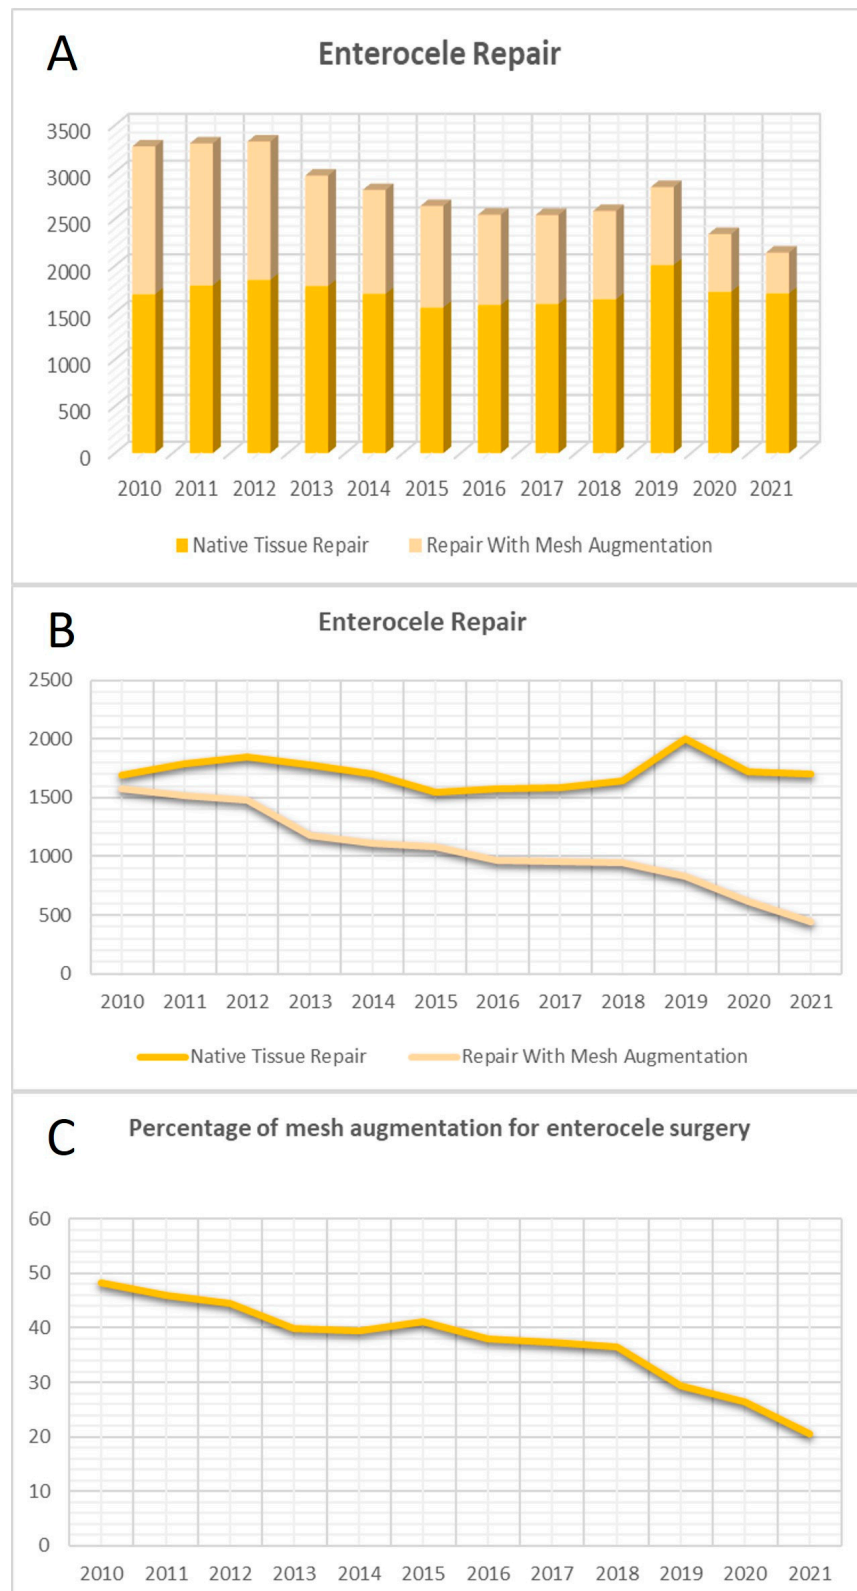 A
Enterocele Repair
3500
3000
2500
2000
1500
1000
500
0
2010 2011 2012 2013 2014 2015 2016 2017 2018 2019 2020 2021
Native Tissue Repair Repair With Mesh Augmentation
B
Enterocele Repair
2500
2000
1500
1000
500
0
2010 2011 2012 2013 2014 2015 2016 2017 2018 2019 2020 2021
Native Tissue Repair Repair With Mesh Augmentation
C
Percentage of mesh augmentation for enterocele surgery
60
50
40
30
20
10
0
2010 2011 2012 2013 2014 2015 2016 2017 2018 2019 2020 2021